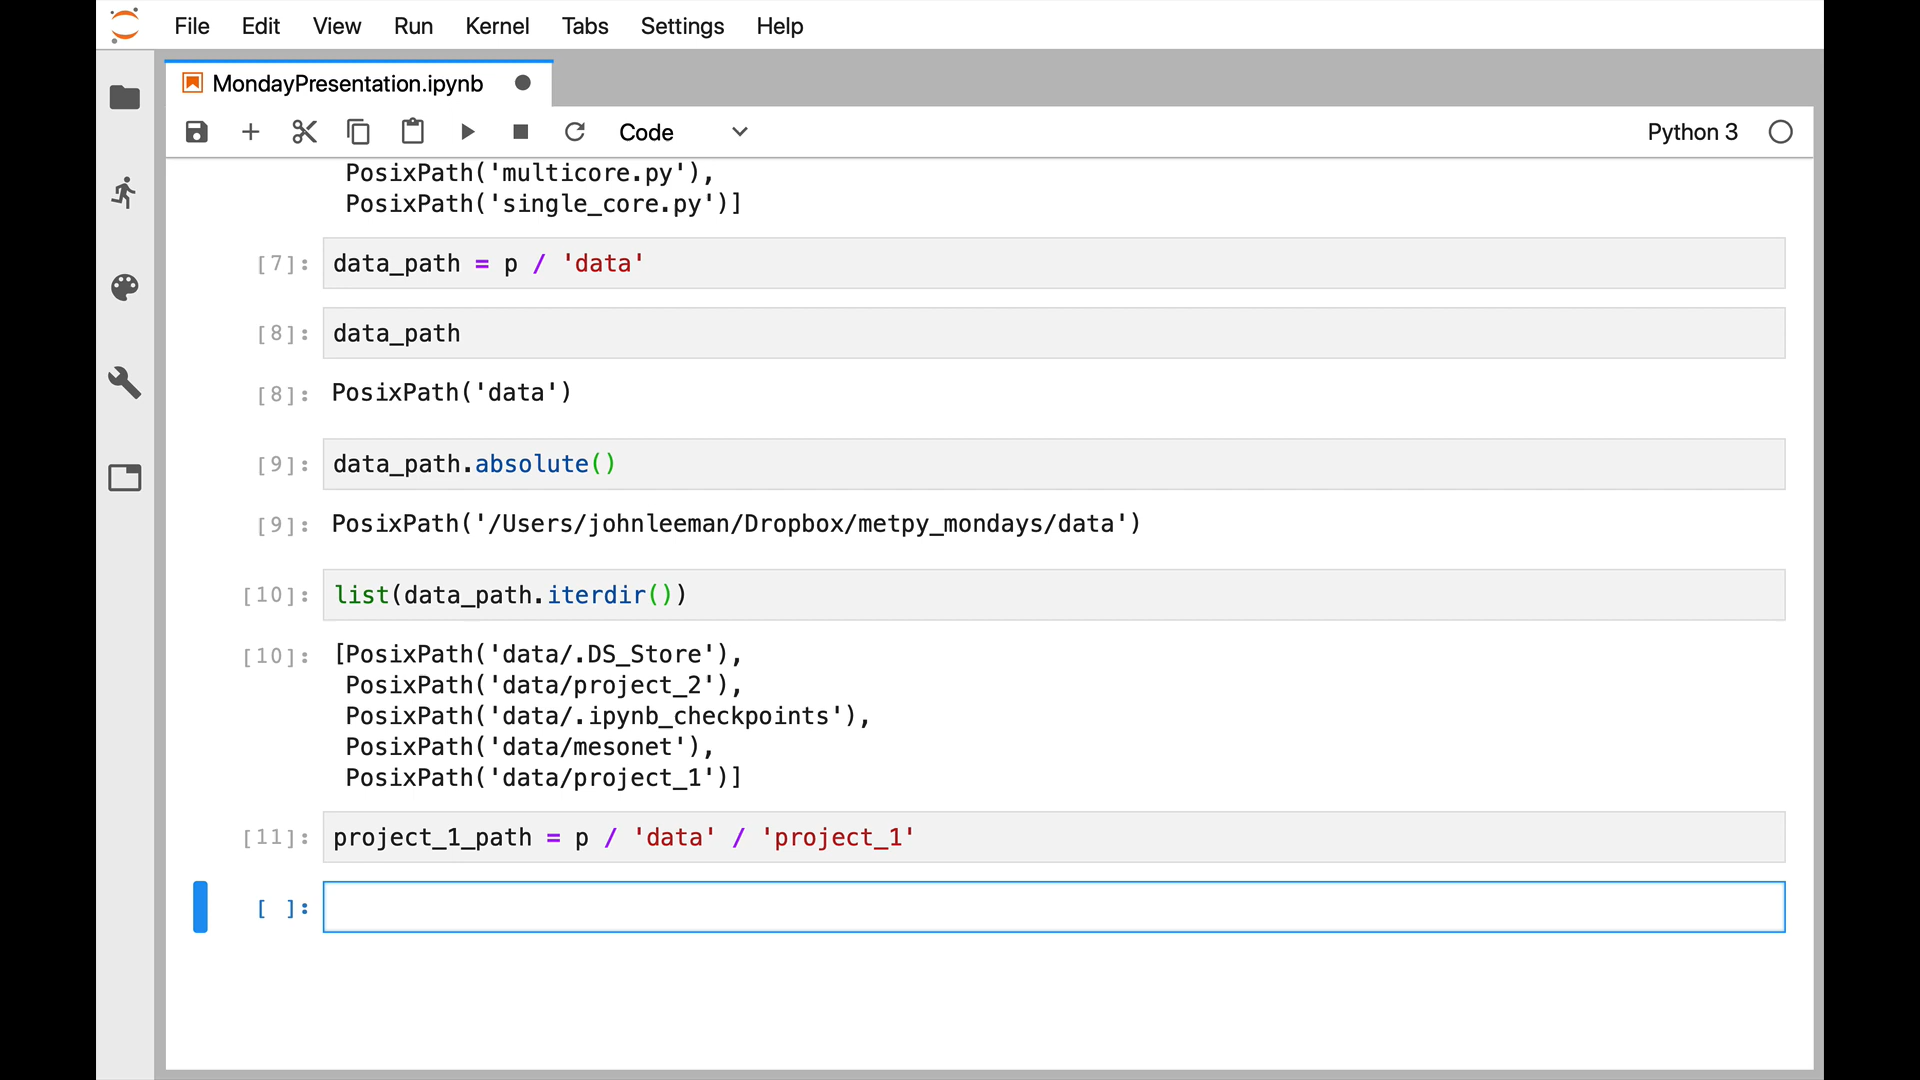 File Edit View Run Kernel Tabs Settings Help
MondayPresentation.ipynb
Code Python 3
PosixPath('multicore.py'),
PosixPath('single_core.py')]
[7]: data_path = p / 'data'
[8]: data_path
[8]: PosixPath('data')
[9]: data_path.absolute()
[9]: PosixPath('/Users/johnleeman/Dropbox/metpy_mondays/data')
[10]: list(data_path.iterdir())
[10]: [PosixPath('data/.DS_Store'),
PosixPath('data/project_2'),
PosixPath('data/.ipynb_checkpoints'),
PosixPath('data/mesonet'),
PosixPath('data/project_1')]
[11]: project_1_path = p / 'data' / 'project_1'
[ ]: